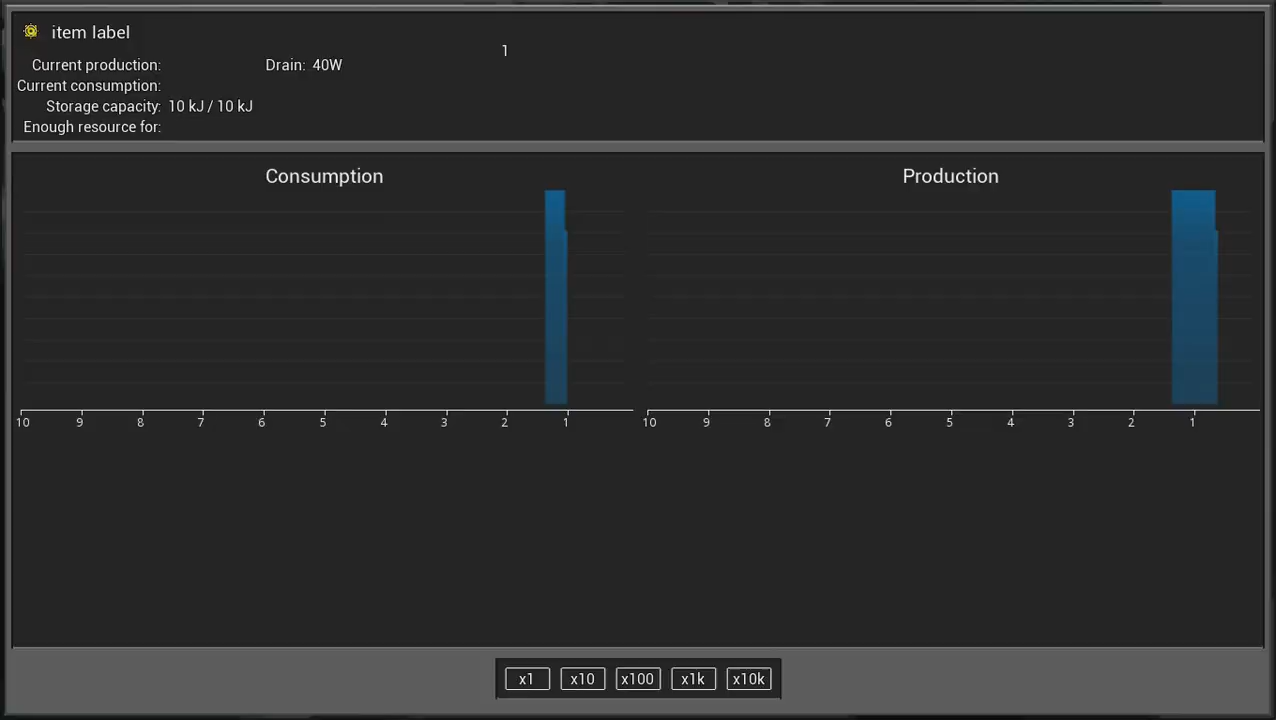 item label
1
Current production:
Drain: 40W
Current consumption:
Storage capacity: 10 kJ / 10 kJ
Enough resource for:
Consumption
Production
10 9 8 7 6 5 4 3 2 1
10 9 8 7 6 5 4 3 2 1
x1 x10 x100 x1k x10k